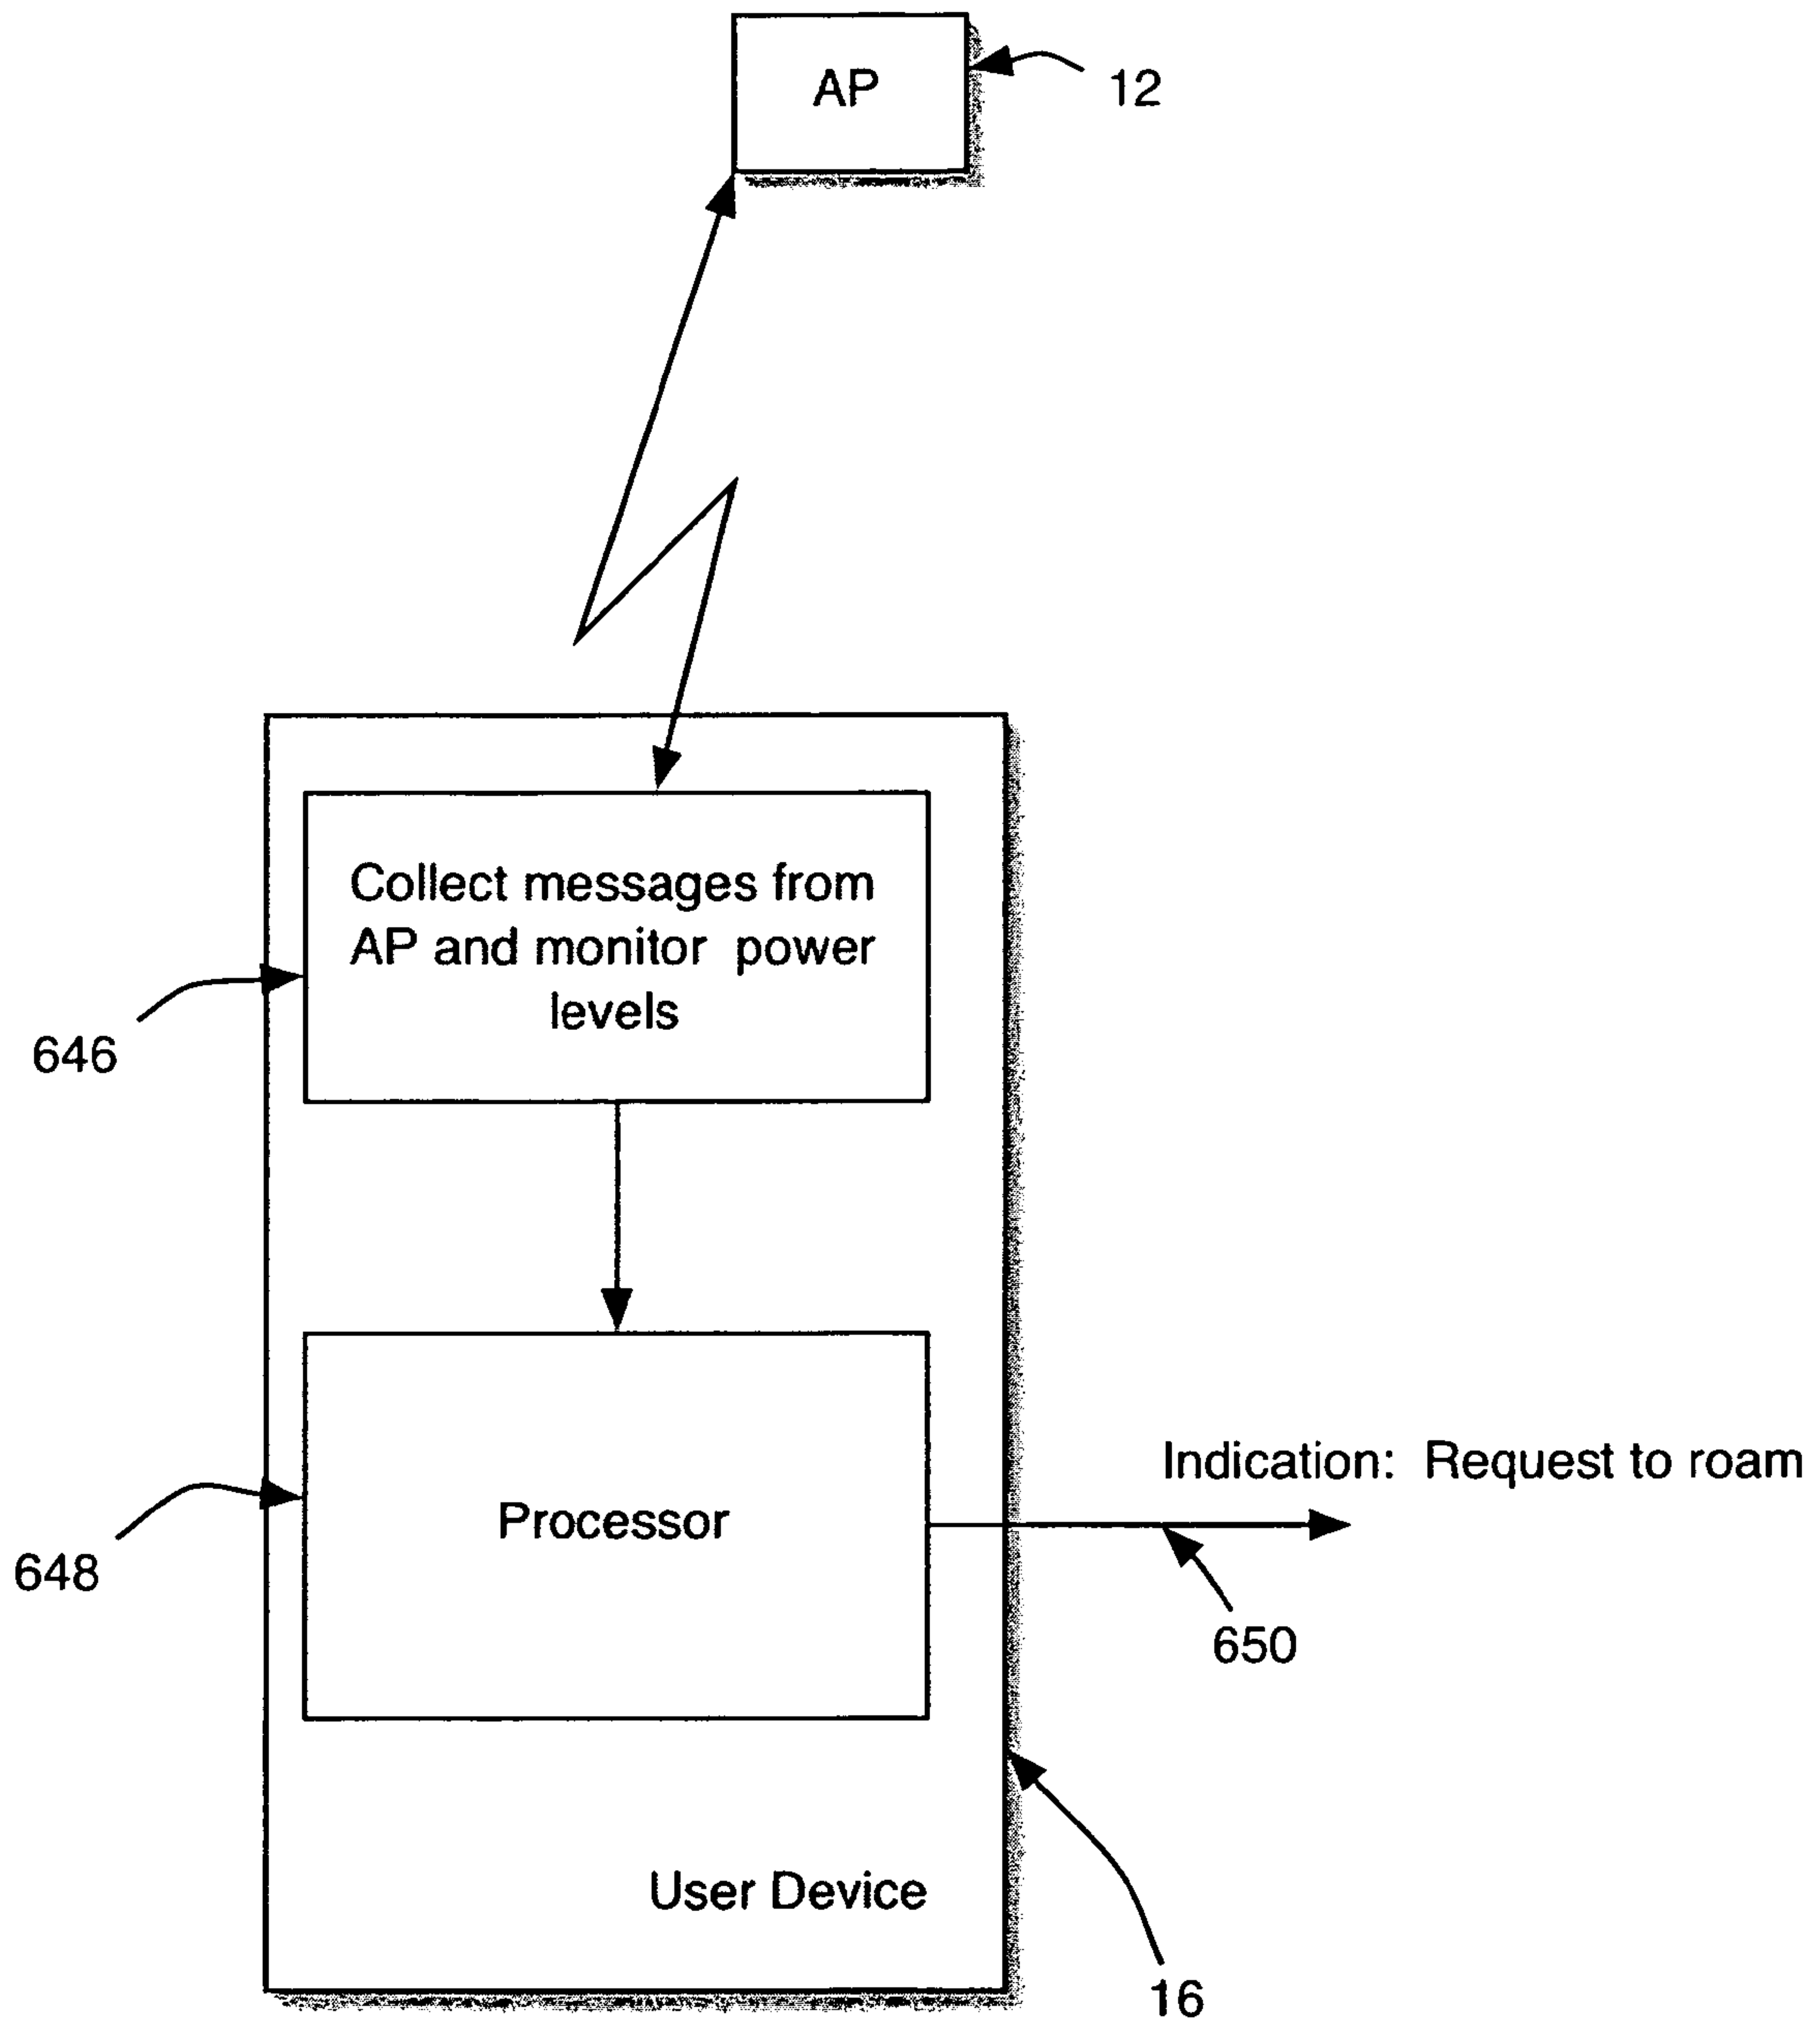 AP
12
Collect messages from
AP and monitor power
levels
646
Indication: Request to roam
Processor
648
650
User Device
16